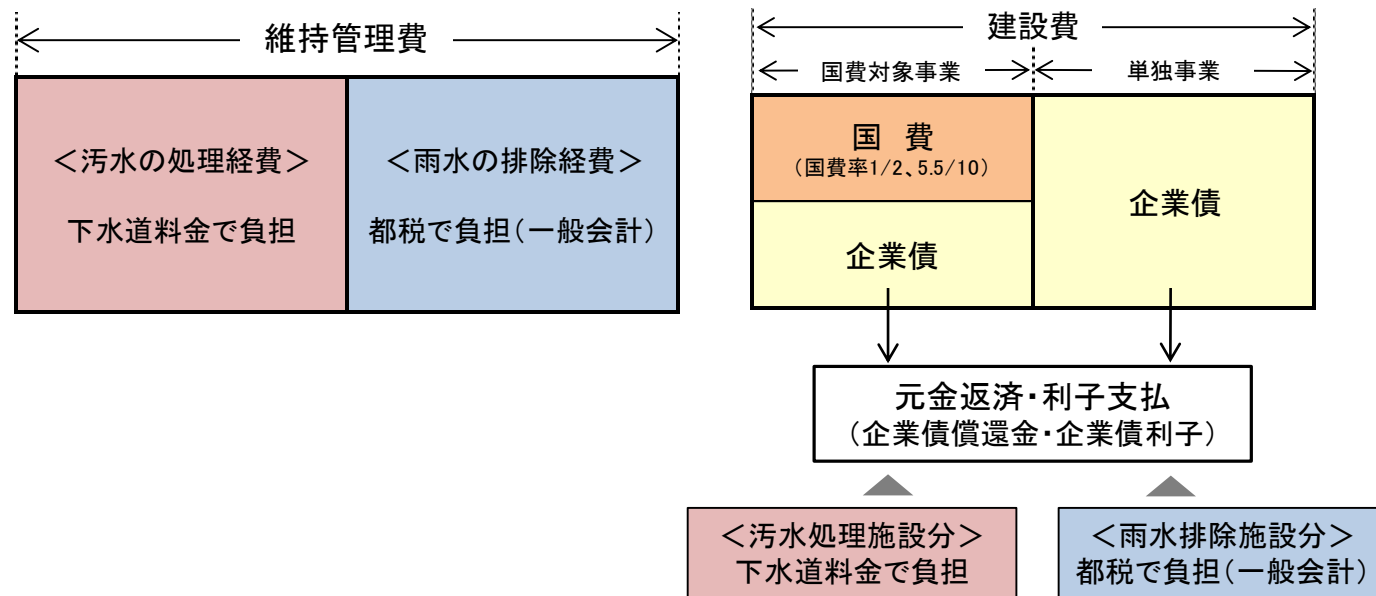 維持管理費
＜汚水の処理経費＞
下水道料金で負担
＜雨水の排除経費＞
都税で負担（一般会計）
建設費
国費対象事業
単独事業
国 費
（国費率1/2、5.5/10）
企業債
企業債
元金返済・利子支払
（企業債償還金・企業債利子）
＜汚水処理施設分＞
下水道料金で負担
＜雨水排除施設分＞
都税で負担（一般会計）